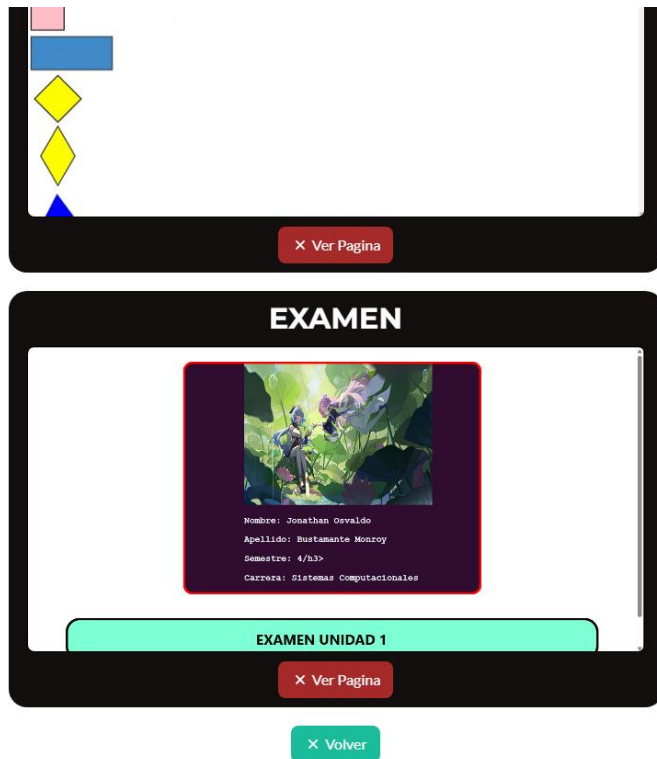 × Ver Pagina
EXAMEN
Nombre: Jonathan Osvaldo
Apellido: Bustamante Monroy
Semestre: 4/h3>
Carrera: Sistemas Computacionales
EXAMEN UNIDAD 1
× Ver Pagina
× Volver